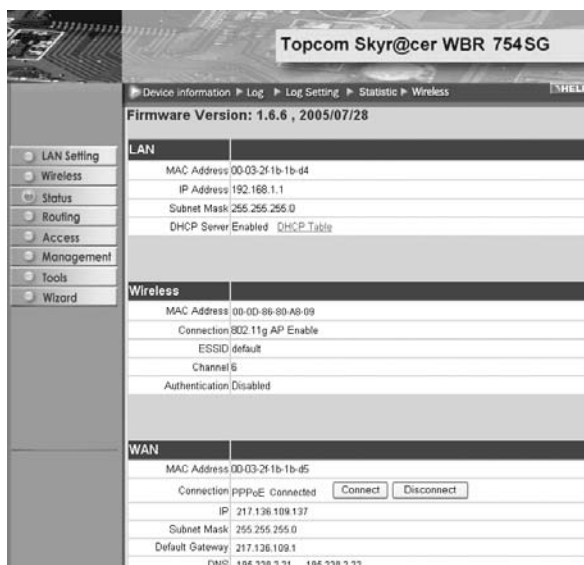 Topcom Skyr@cer WBR 754SG
Device information Log Log Setting Statistic Wireless HELP
Firmware Version: 1.6.6 , 2005/07/28
LAN Setting
Wireless
Status
Routing
Access
Management
Tools
Wizard
LAN
MAC Address 00-03-2f-1b-1b-d4
IP Address 192.168.1.1
Subnet Mask 255.255.255.0
DHCP Server Enabled DHCP Table
Wireless
MAC Address 00-0D-86-80-A8-09
Connection 802.11g AP Enable
ESSID default
Channel 6
Authentication Disabled
WAN
MAC Address 00-03-2f-1b-1b-d5
Connection PPPoE Connected Connect Disconnect
IP 217.136.109.137
Subnet Mask 255.255.255.0
Default Gateway 217.136.109.1
DNS